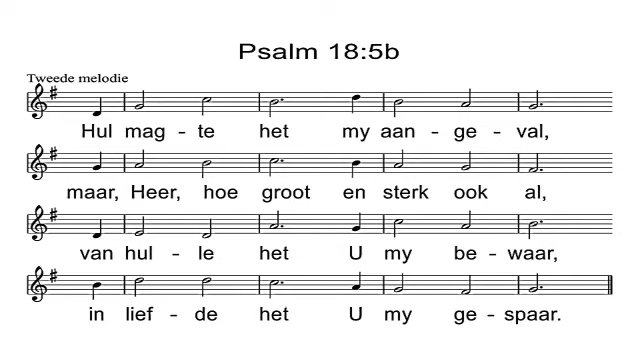 Psalm 18:5b
Tweede melodie
Hul mag - te het my aan - ge - val,
maar, Heer, hoe groot en sterk ook al,
van hul - le het U my be - waar,
in lief - de het U my ge - spaar.